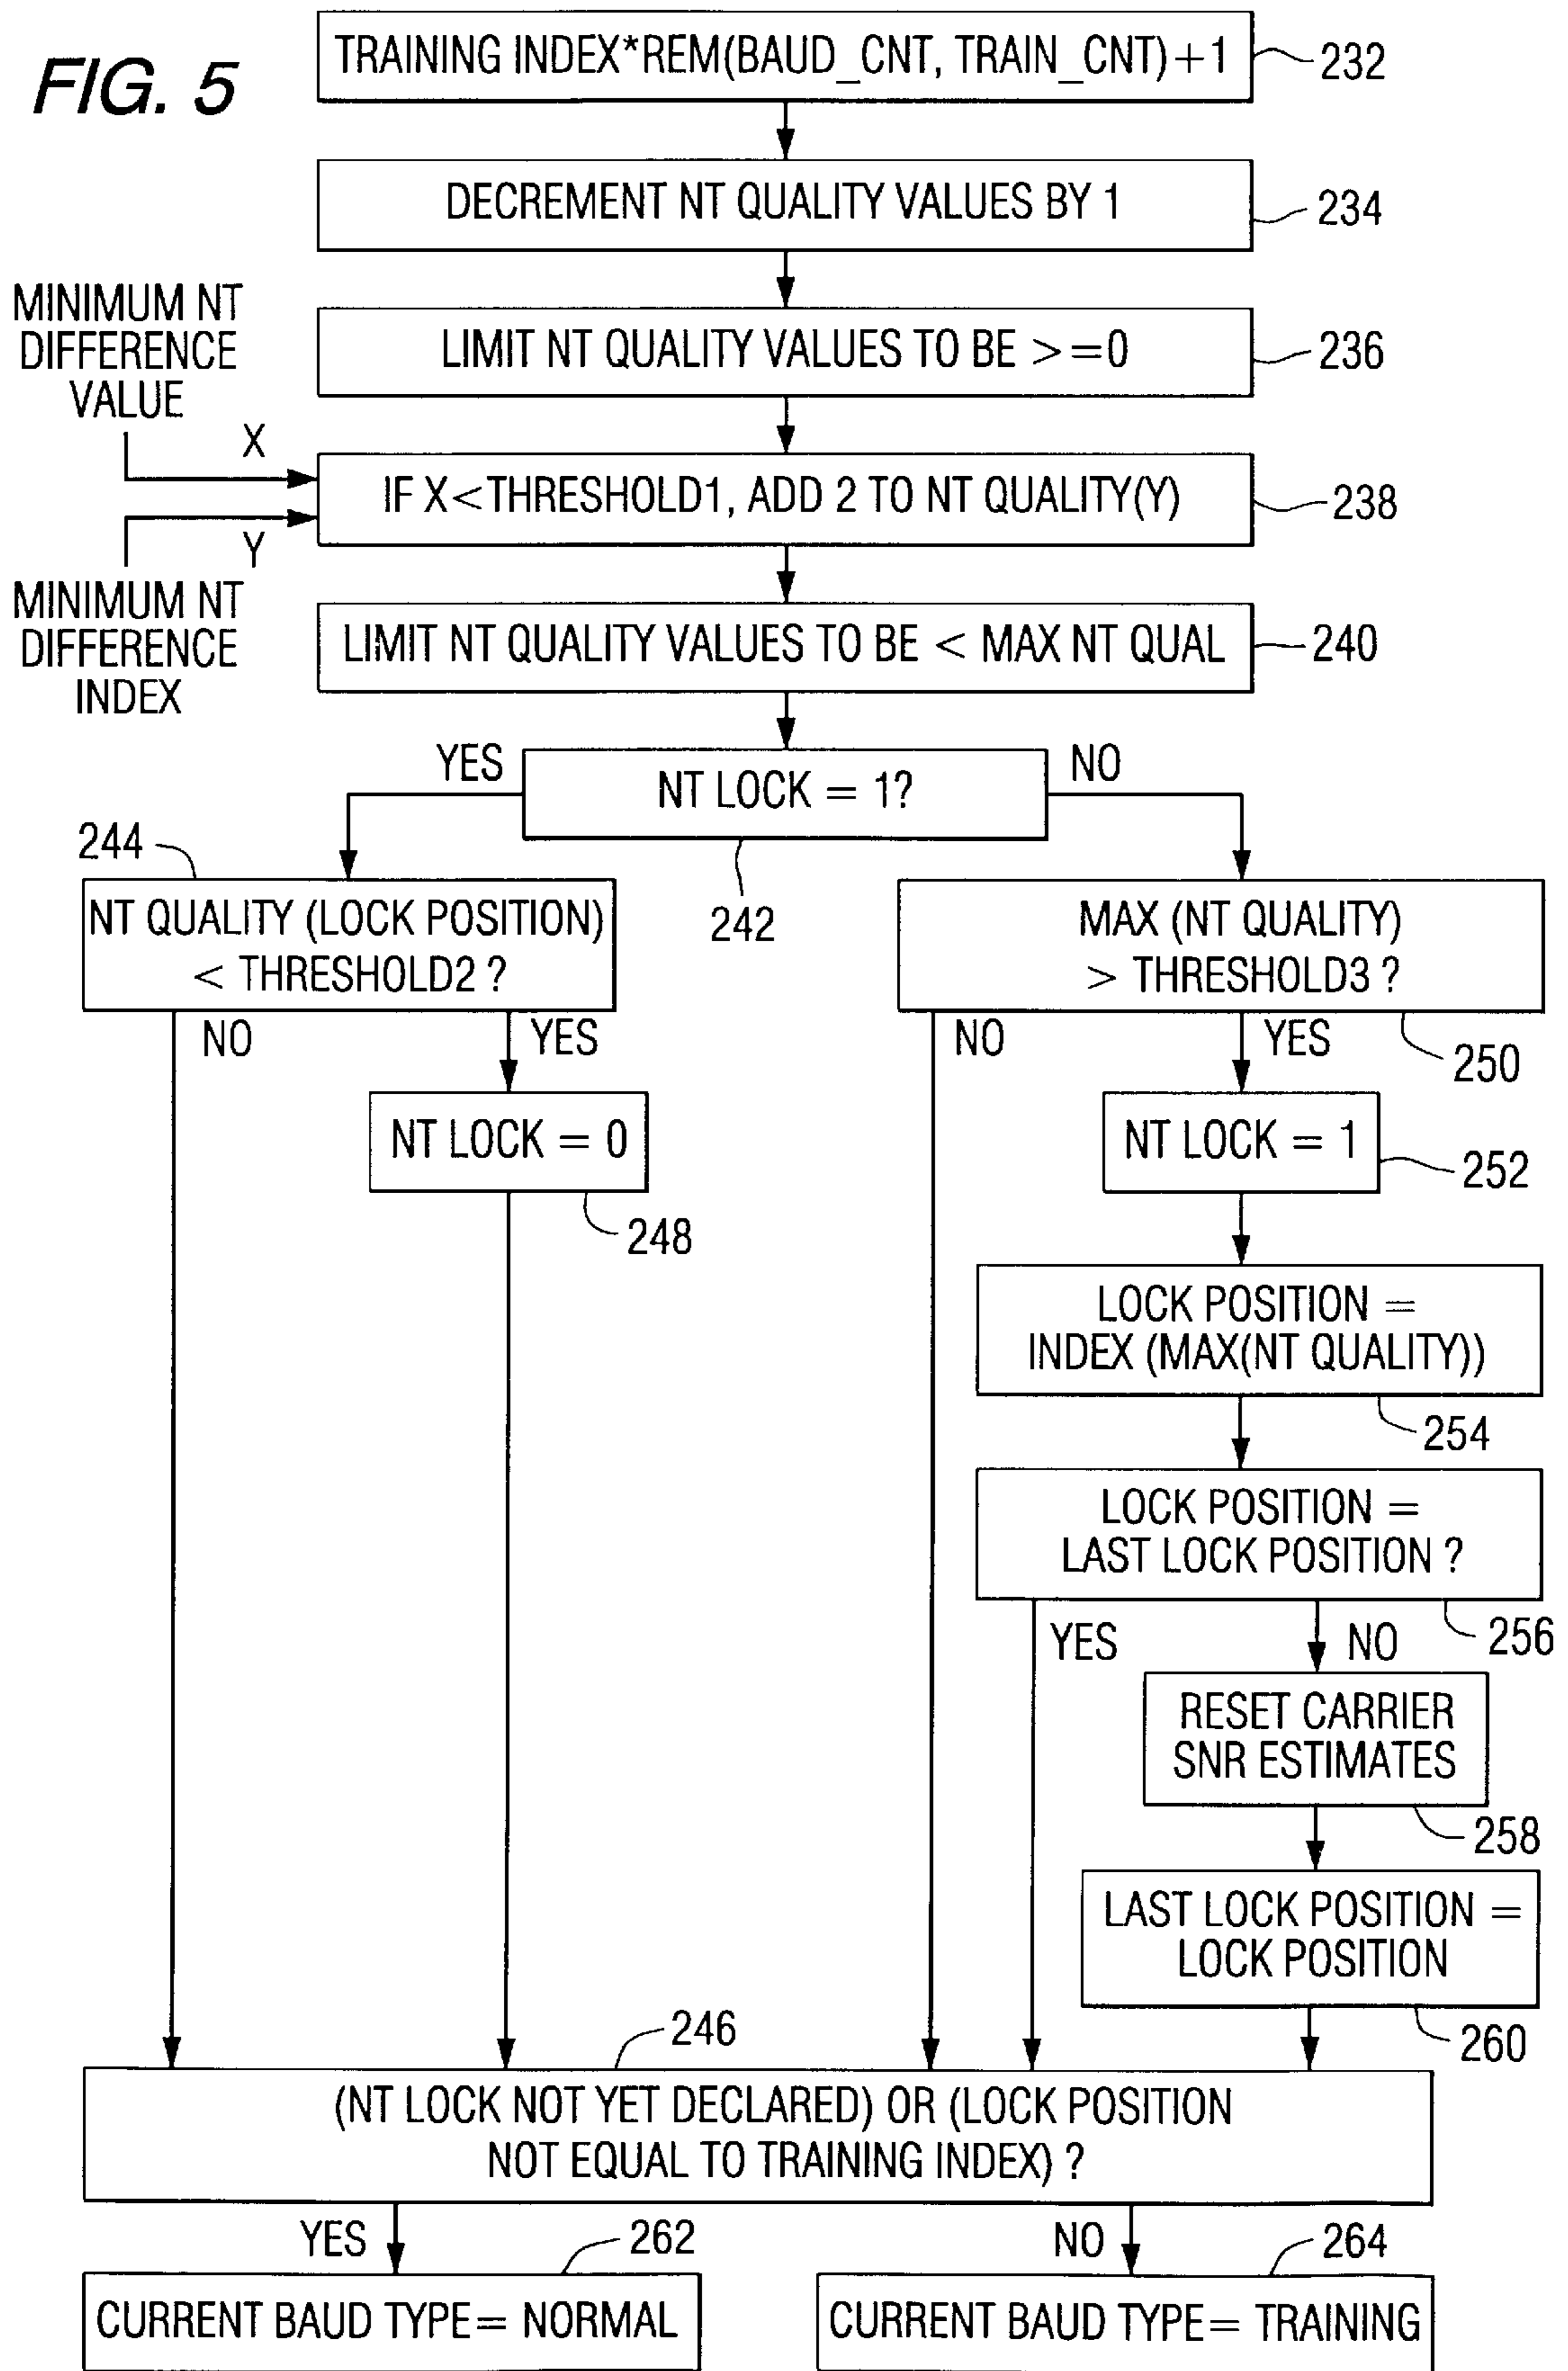 FIG. 5
TRAINING INDEX*REM(BAUD_CNT, TRAIN_CNT)+1
232
DECREMENT NT QUALITY VALUES BY 1
234
MINIMUM NT
DIFFERENCE
VALUE
LIMIT NT QUALITY VALUES TO BE >=0
236
X
IF X<THRESHOLD1, ADD 2 TO NT QUALITY(Y)
238
Y
MINIMUM NT
DIFFERENCE
INDEX
LIMIT NT QUALITY VALUES TO BE < MAX NT QUAL
240
YES
NT LOCK = 1?
NO
242
244
NT QUALITY (LOCK POSITION)
< THRESHOLD2 ?
MAX (NT QUALITY)
> THRESHOLD3 ?
250
NO
YES
NO
YES
NT LOCK = 0
248
NT LOCK = 1
252
LOCK POSITION =
INDEX (MAX(NT QUALITY))
254
LOCK POSITION =
LAST LOCK POSITION ?
256
YES
NO
RESET CARRIER
SNR ESTIMATES
258
LAST LOCK POSITION =
LOCK POSITION
260
246
(NT LOCK NOT YET DECLARED) OR (LOCK POSITION
NOT EQUAL TO TRAINING INDEX) ?
YES
262
NO
264
CURRENT BAUD TYPE= NORMAL
CURRENT BAUD TYPE= TRAINING